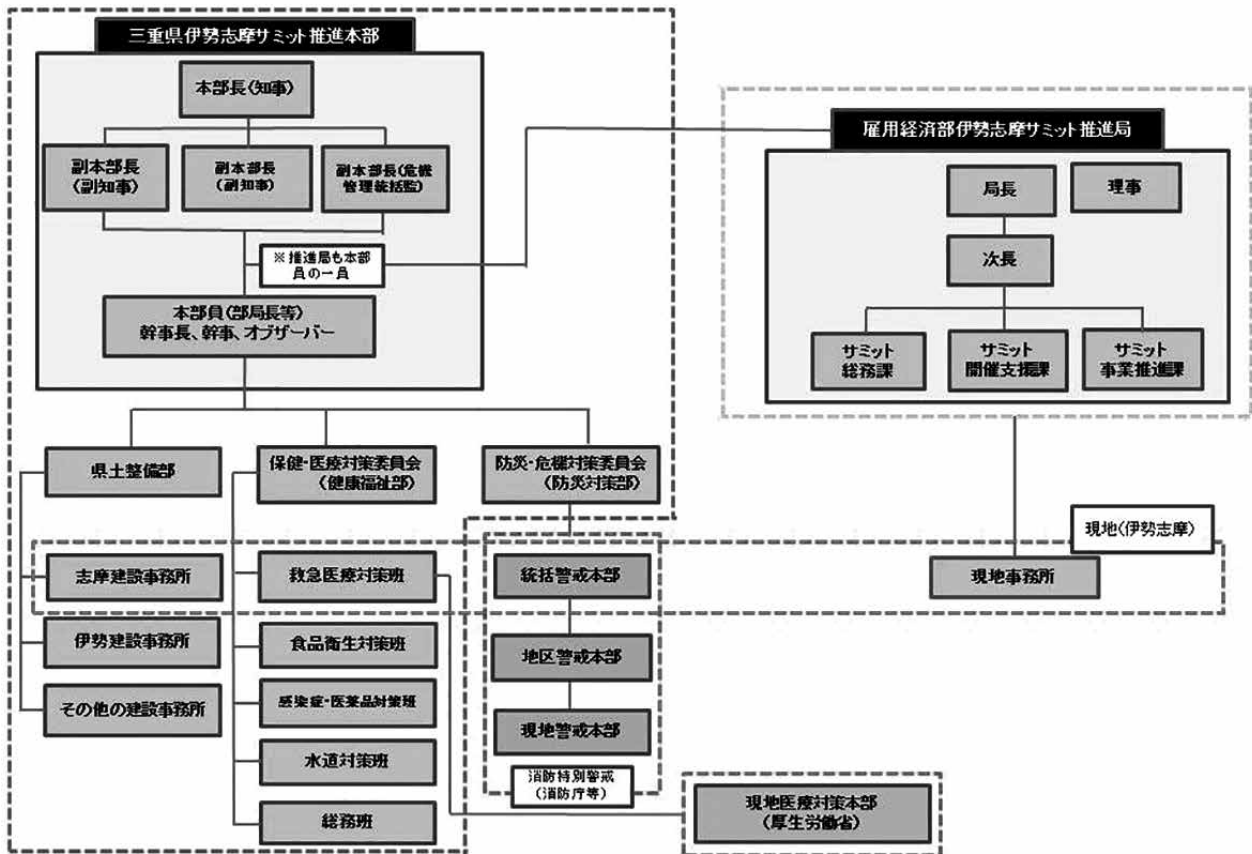 三重県伊勢志摩サミット推進本部
本部長(知事)
副本部長
(副知事)
副本部長
(副知事)
副本部長(危機
管理統括監)
※推進局も本部
員の一員
本部員(部局長等)
幹事長、幹事、オブザーバー
雇用経済部伊勢志摩サミット推進局
局長
理事
次長
サミット
総務課
サミット
開催支援課
サミット
事業推進課
県土整備部
保健・医療対策委員会
(健康福祉部)
防災・危機対策委員会
(防災対策部)
現地(伊勢志摩)
志摩建設事務所
救急医療対策班
統括警戒本部
現地事務所
伊勢建設事務所
食品衛生対策班
地区警戒本部
その他の建設事務所
感染症・医薬品対策班
現地警戒本部
水道対策班
消防特別警戒
(消防庁等)
総務班
現地医療対策本部
(厚生労働省)